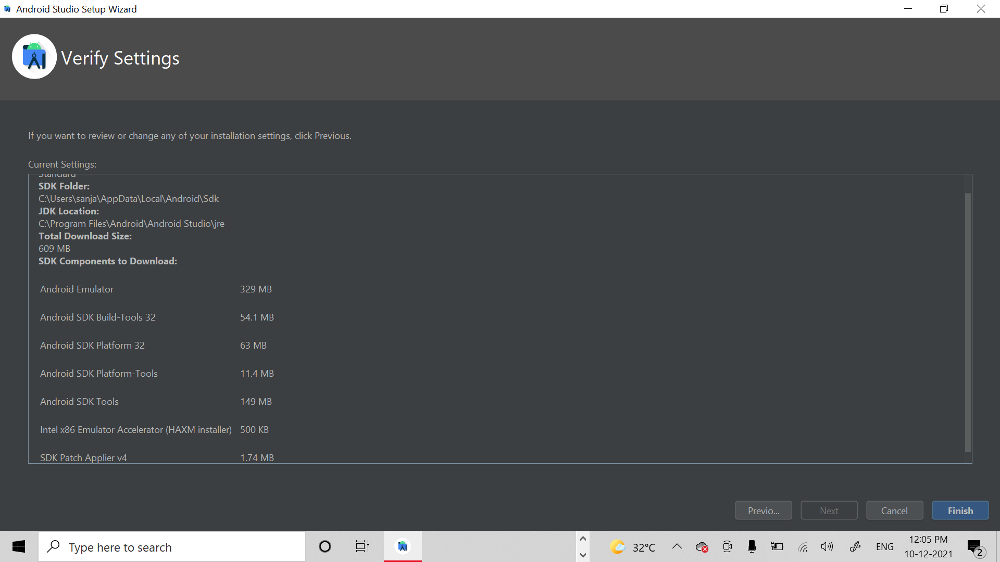 Android Studio Setup Wizard
Verify Settings
If you want to review or change any of your installation settings, click Previous.
Current Settings:
Standard
SDK Folder:
C:\Users\sanja\AppData\Local\Android\Sdk
JDK Location:
C:\Program Files\Android\Android Studio\jre
Total Download Size:
609 MB
SDK Components to Download:
Android Emulator 329 MB
Android SDK Build-Tools 32 54.1 MB
Android SDK Platform 32 63 MB
Android SDK Platform-Tools 11.4 MB
Android SDK Tools 149 MB
Intel x86 Emulator Accelerator (HAXM installer) 500 KB
SDK Patch Applier v4 1.74 MB
Previo... Next Cancel Finish
Type here to search 32°C ENG 12:05 PM
10-12-2021 2